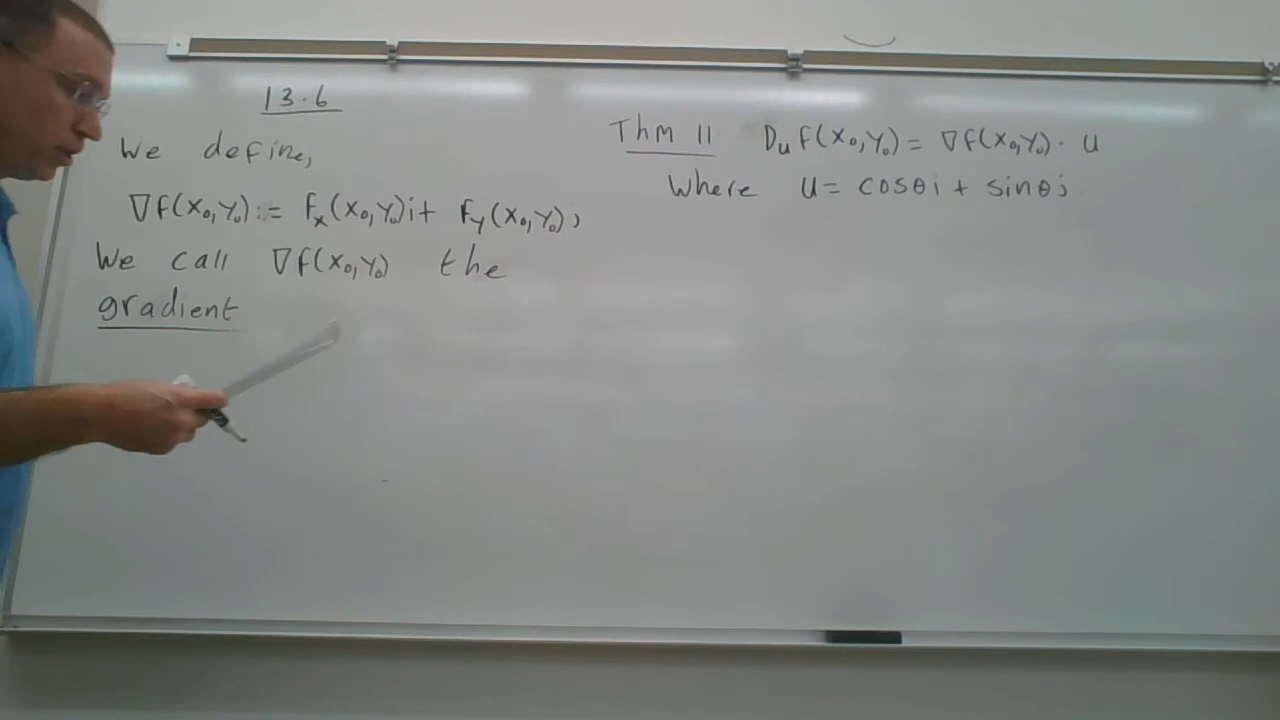 13.6
We define,
∇f(x₀,y₀) := fₓ(x₀,y₀)i + f_y(x₀,y₀)j
We call ∇f(x₀,y₀) the
gradient
Thm 11 Dᵤf(x₀,y₀) = ∇f(x₀,y₀) · u
Where u = cosθi + sinθj